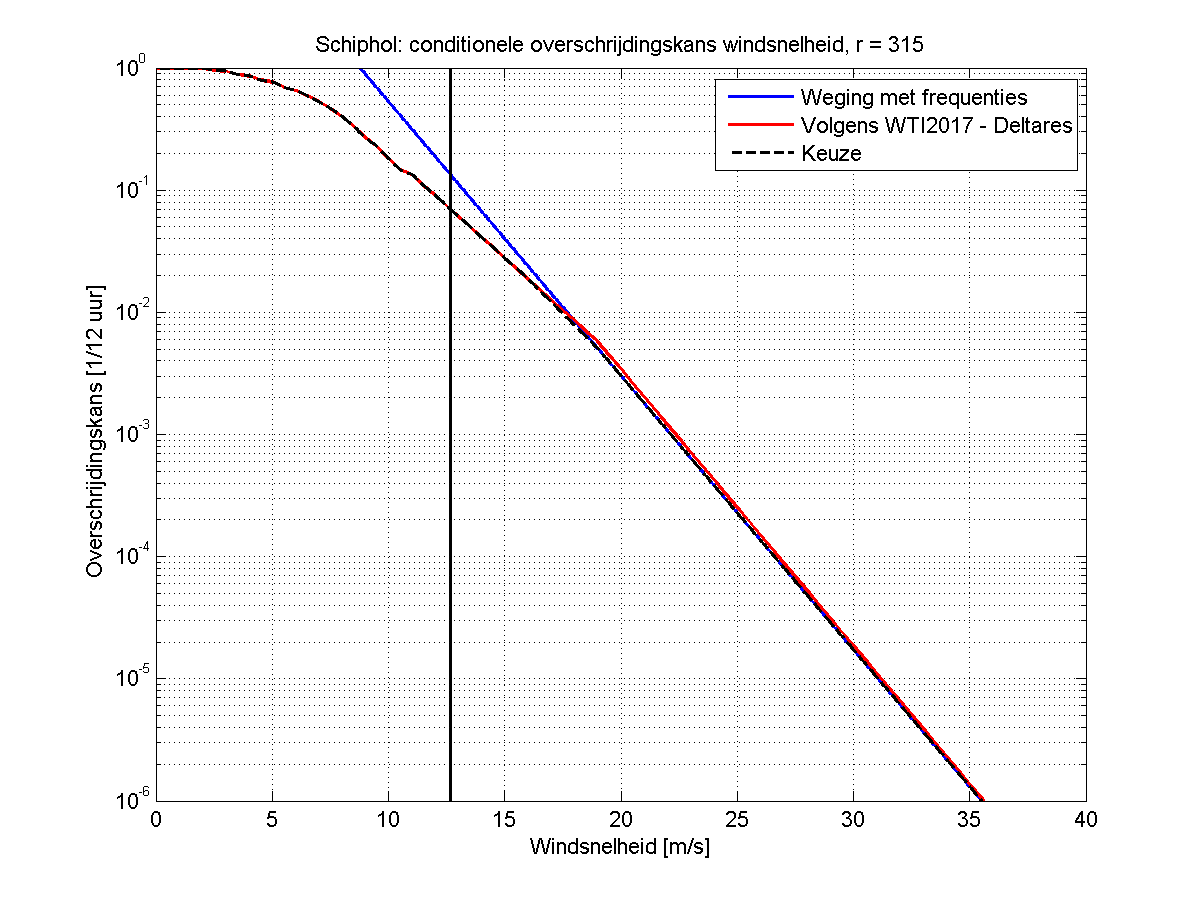 Schiphol: conditionele overschrijdingskans windsnelheid, r = 315
Weging met frequenties
Volgens WTI2017 - Deltares
Keuze
Overschrijdingskans [1/12 uur]
10^0
10^-1
10^-2
10^-3
10^-4
10^-5
10^-6
0 5 10 15 20 25 30 35 40
Windsnelheid [m/s]